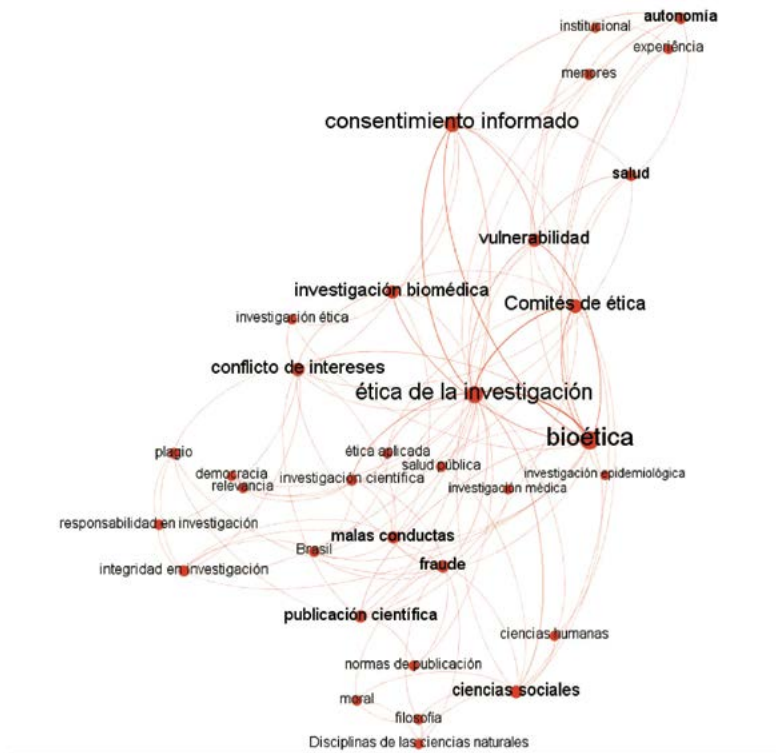 autonomía
institucional
experiência
menores
consentimiento informado
salud
vulnerabilidad
investigación biomédica
Comités de ética
investigación ética
conflicto de intereses
ética de la investigación
bioética
plagio
ética aplicada
salud pública
democracia
investigación científica
investigación epidemiológica
relevancia
investigación médica
responsabilidad en investigación
malas conductas
Brasil
fraude
integridad en investigación
publicación científica
ciencias humanas
normas de publicación
ciencias sociales
moral
filosofía
Disciplinas de las ciencias naturales